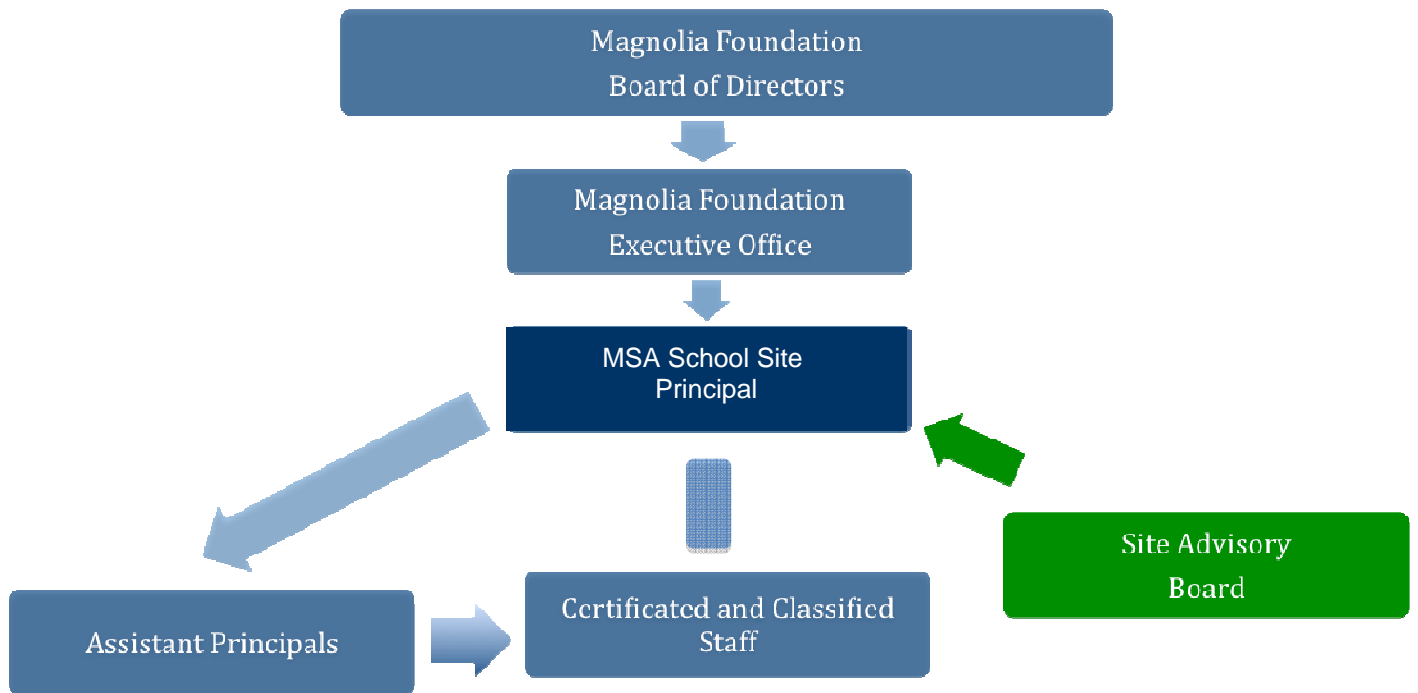 Magnolia Foundation
Board of Directors
Magnolia Foundation
Executive Office
MSA School Site
Principal
Site Advisory
Board
Certificated and Classified
Staff
Assistant Principals